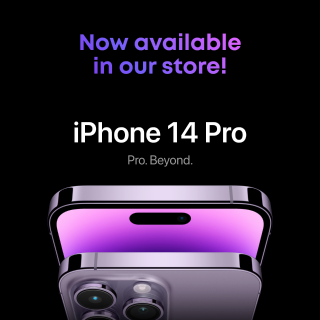 Now available
in our store!
iPhone 14 Pro
Pro. Beyond.